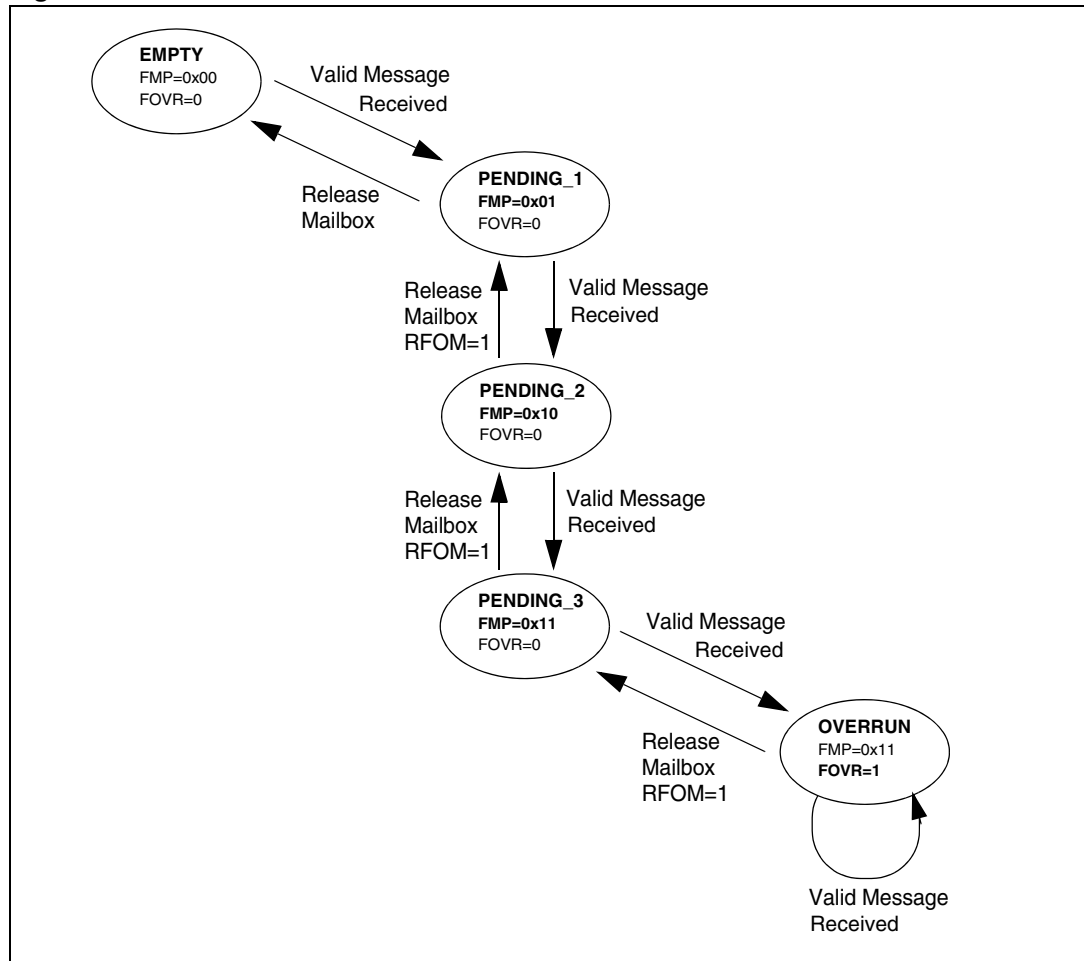 EMPTY
FMP=0x00
FOVR=0
Valid Message
Received
Release
Mailbox
PENDING_1
FMP=0x01
FOVR=0
Release
Mailbox
RFOM=1
Valid Message
Received
PENDING_2
FMP=0x10
FOVR=0
Release
Mailbox
RFOM=1
Valid Message
Received
PENDING_3
FMP=0x11
FOVR=0
Valid Message
Received
Release
Mailbox
RFOM=1
OVERRUN
FMP=0x11
FOVR=1
Valid Message
Received